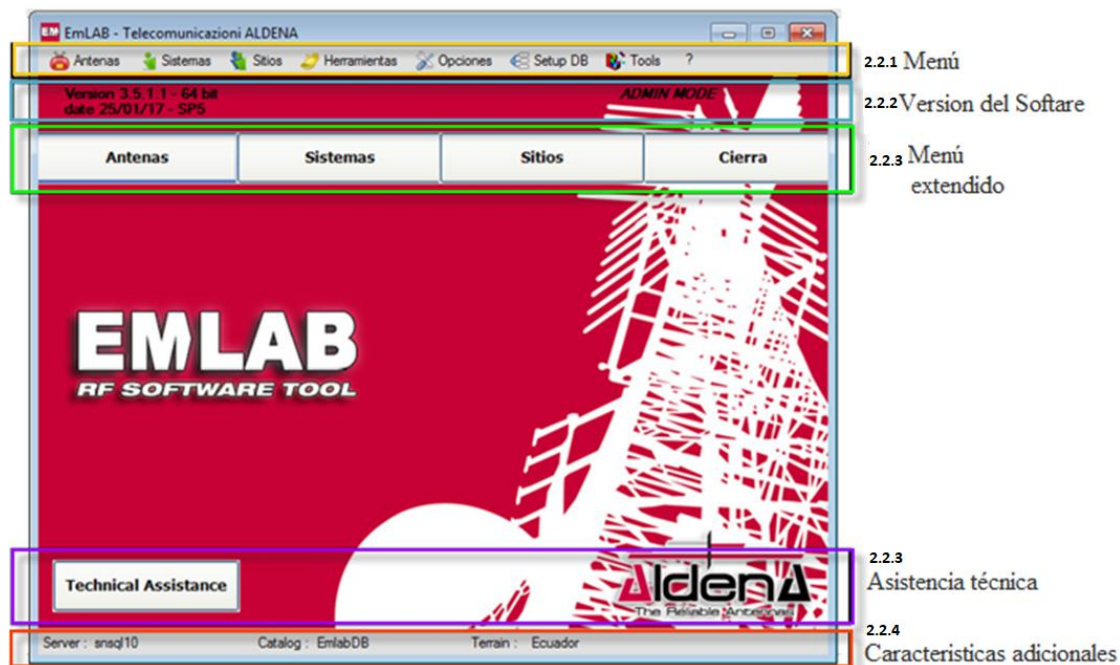 EM EmLAB - Telecomunicazioni ALDENA
Antenas Sistemas Sitios Herramientas Opciones Setup DB Tools ?
2.2.1 Menú
Version 3.5.1.1 - 64 bit
date 25/01/17 - SP5
ADMIN MODE
2.2.2 Version del Softare
Antenas Sistemas Sitios Cierra
2.2.3 Menú
extendido
EMLAB
RF SOFTWARE TOOL
Technical Assistance
AldenA
The Reliable Antennas
2.2.3
Asistencia técnica
Server : snsql10 Catalog : EmlabDB Terrain : Ecuador
2.2.4
Caracteristicas adicionales